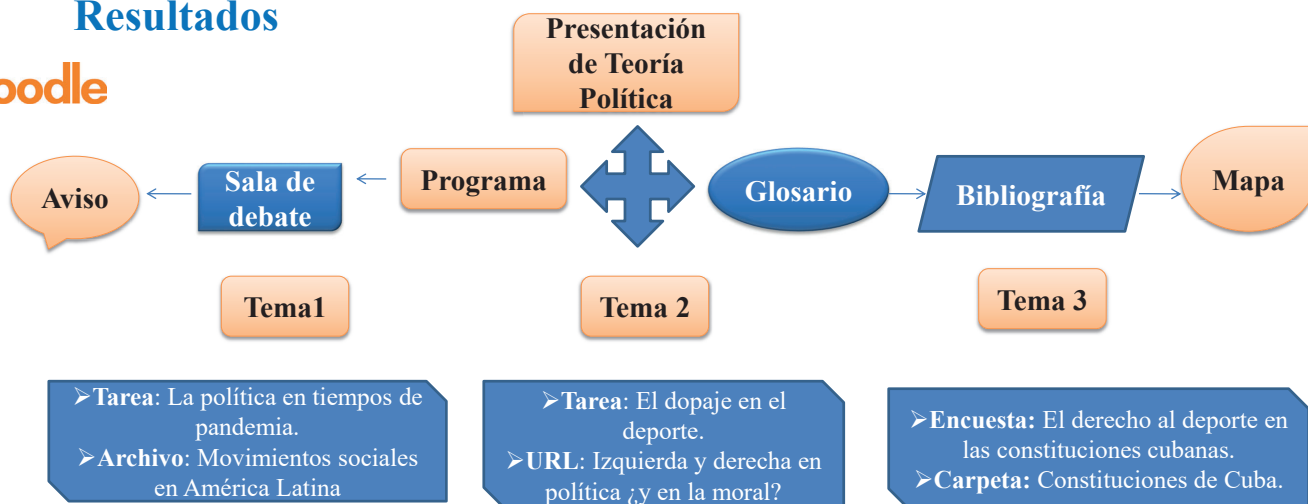 Resultados
oodle
Presentación
de Teoría
Política
Aviso
Sala de
debate
Programa
Glosario
Bibliografía
Mapa
Tema1
Tema 2
Tema 3
➢Tarea: La política en tiempos de
pandemia.
➢Archivo: Movimientos sociales
en América Latina
➢Tarea: El dopaje en el
deporte.
➢URL: Izquierda y derecha en
política ¿y en la moral?
➢Encuesta: El derecho al deporte en
las constituciones cubanas.
➢Carpeta: Constituciones de Cuba.